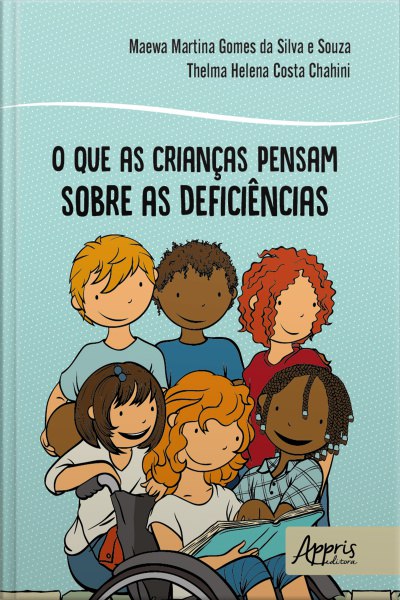 Maewa Martina Gomes da Silva e Souza
Thelma Helena Costa Chahini
O QUE AS CRIANÇAS PENSAM
SOBRE AS DEFICIÊNCIAS
Appris
editora